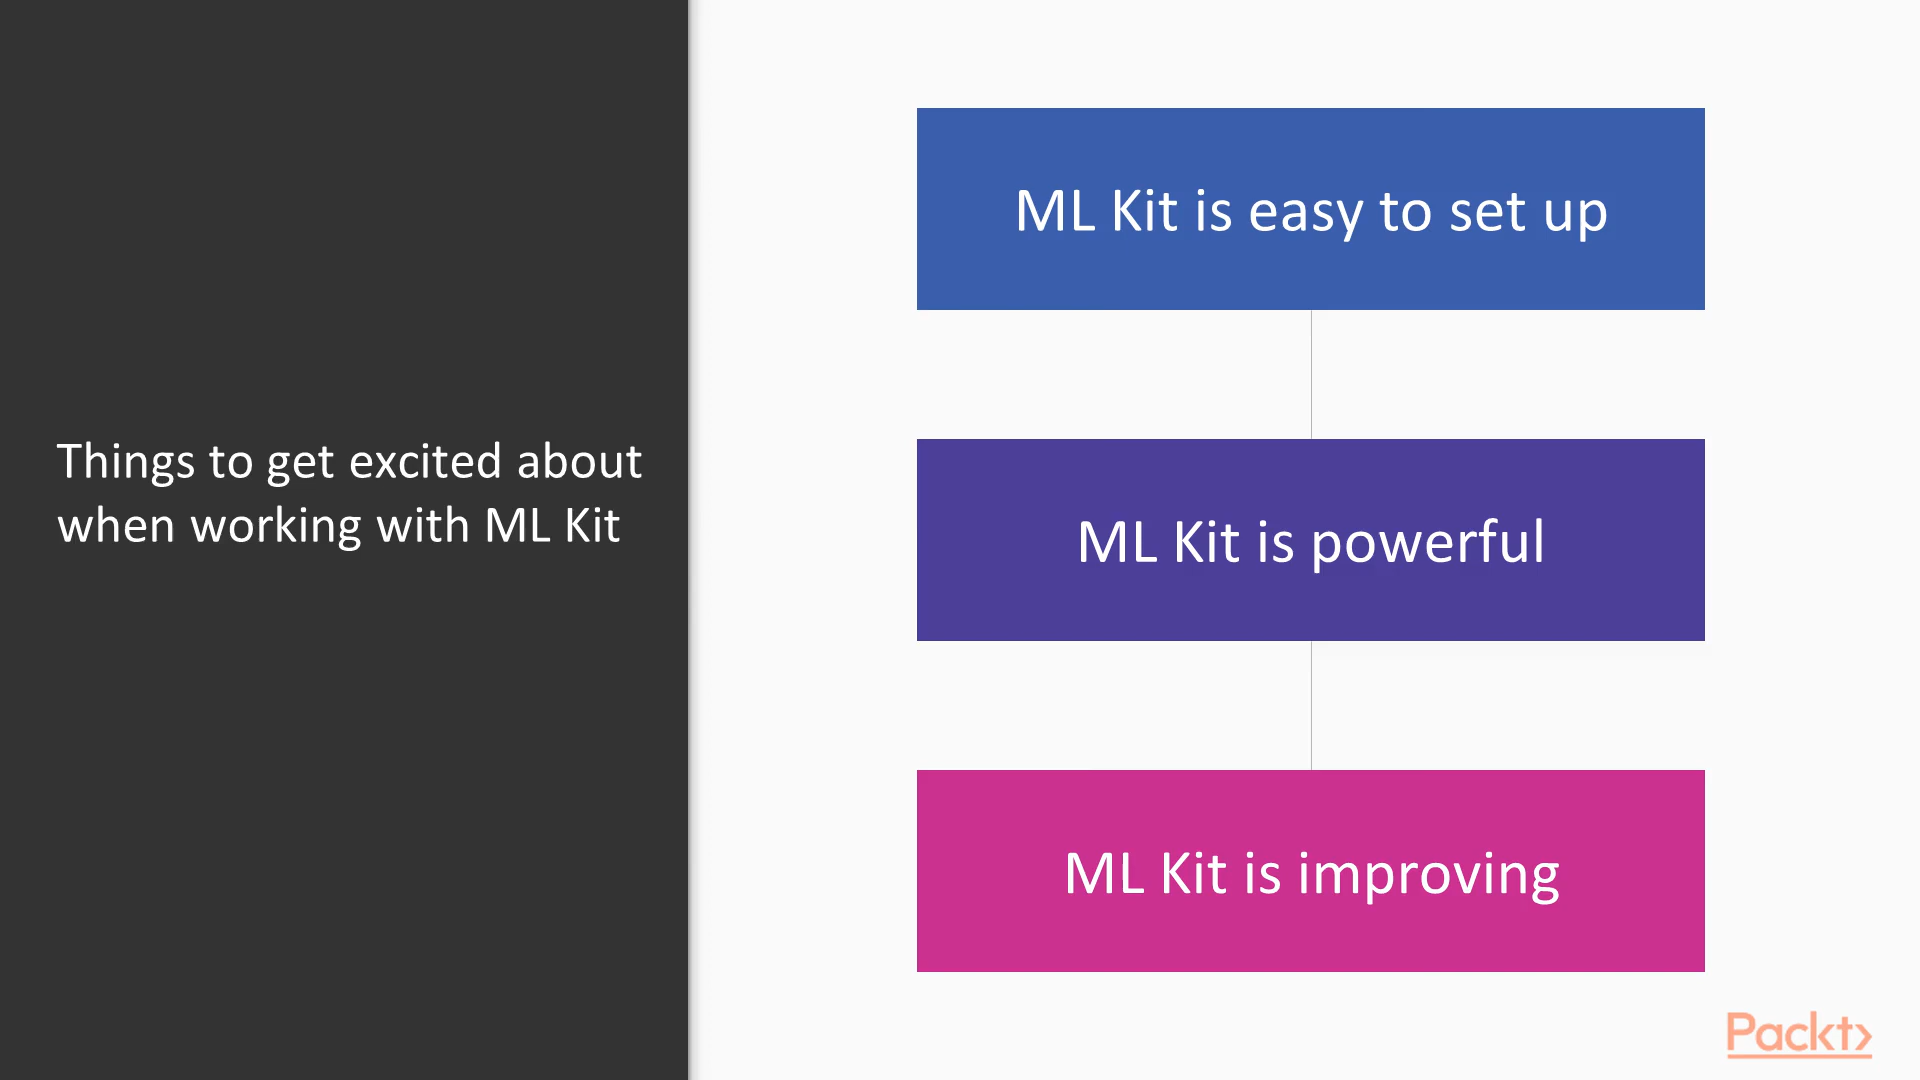 Things to get excited about
when working with ML Kit
ML Kit is easy to set up
ML Kit is powerful
ML Kit is improving
Packt